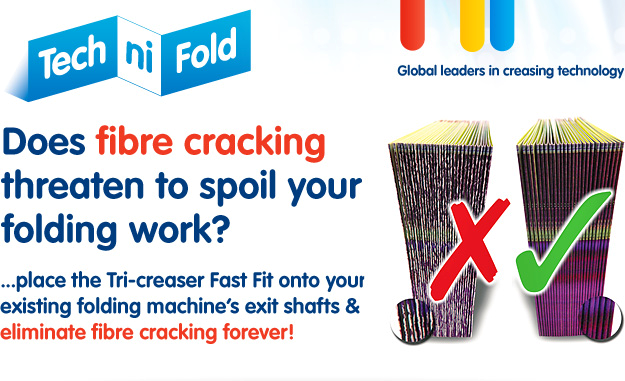 Tech ni Fold
Global leaders in creasing technology
Does fibre cracking
threaten to spoil your
folding work?
...place the Tri-creaser Fast Fit onto your
existing folding machine's exit shafts &
eliminate fibre cracking forever!